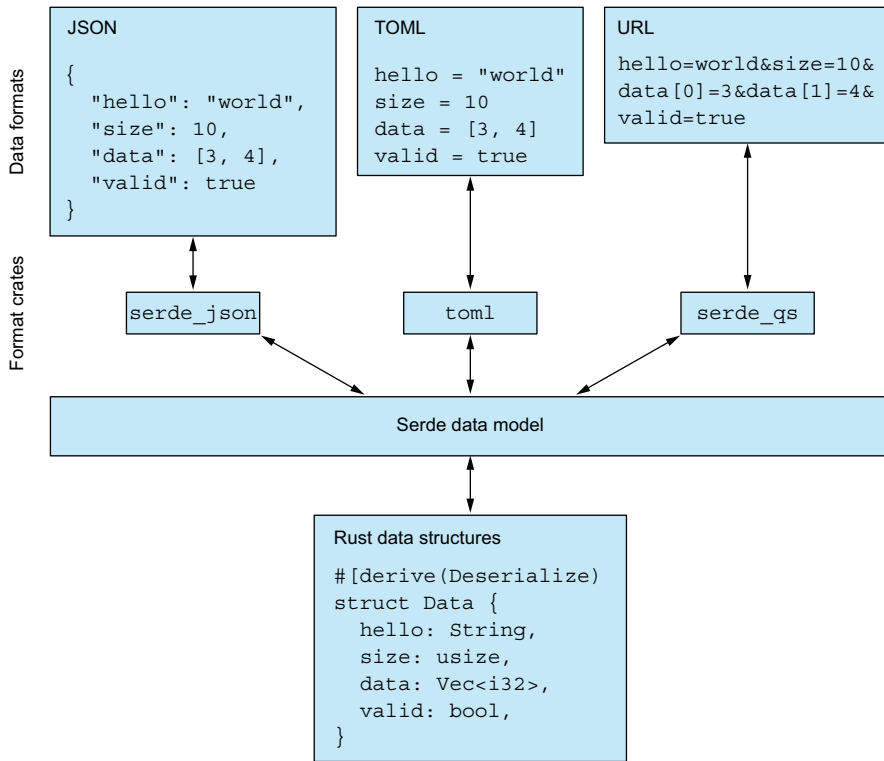 Data formats
JSON
{
  "hello": "world",
  "size": 10,
  "data": [3, 4],
  "valid": true
}
TOML
hello = "world"
size = 10
data = [3, 4]
valid = true
URL
hello=world&size=10&
data[0]=3&data[1]=4&
valid=true
Format crates
serde_json
toml
serde_qs
Serde data model
Rust data structures
#[derive(Deserialize)
struct Data {
  hello: String,
  size: usize,
  data: Vec<i32>,
  valid: bool,
}